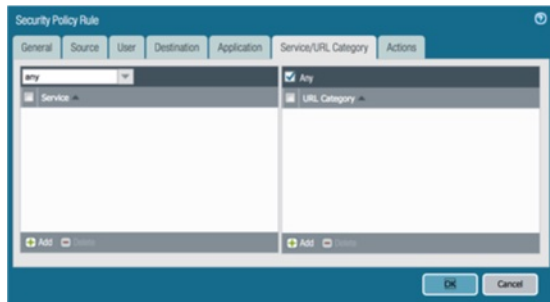 Security Policy Rule
General Source User Destination Application Service/URL Category Actions
any
Any
Service
URL Category
Add Delete
Add Delete
OK Cancel